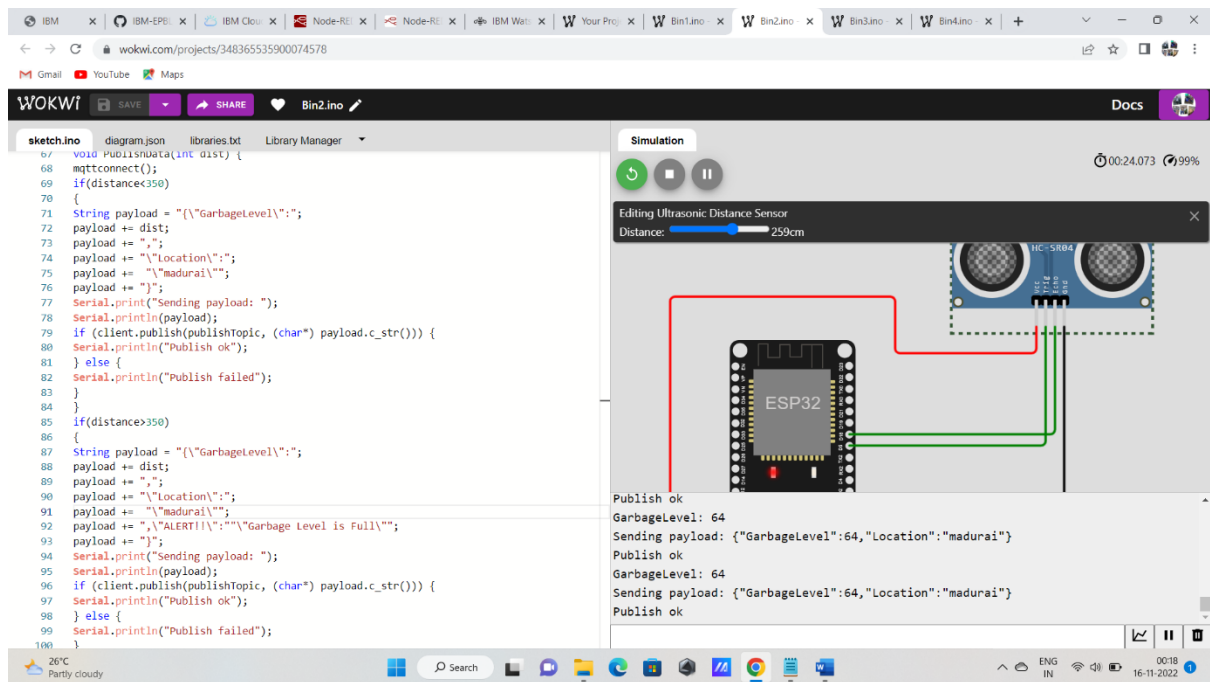 IBM
IBM-EPBL
IBM Clou
Node-RE
Node-RE
IBM Wats
Your Proj
Bin1.ino -
Bin2.ino -
Bin3.ino -
Bin4.ino -
wokwi.com/projects/348365535900074578
Gmail
YouTube
Maps
WOKWi
SAVE
SHARE
Bin2.ino
Docs
sketch.ino
diagram.json
libraries.txt
Library Manager
67 void PublishData(int dist) {
68 mqttconnect();
69 if(distance<350)
70 {
71 String payload = "{\"GarbageLevel\":";
72 payload += dist;
73 payload += ",";
74 payload += "\"Location\":";
75 payload +=  "\"madurai\"";
76 payload += "}";
77 Serial.print("Sending payload: ");
78 Serial.println(payload);
79 if (client.publish(publishTopic, (char*) payload.c_str())) {
80 Serial.println("Publish ok");
81 } else {
82 Serial.println("Publish failed");
83 }
84 }
85 if(distance>350)
86 {
87 String payload = "{\"GarbageLevel\":";
88 payload += dist;
89 payload += ",";
90 payload += "\"Location\":";
91 payload +=  "\"madurai\"";
92 payload += ",\"ALERT!!\":""\"Garbage Level is Full\"";
93 payload += "}";
94 Serial.print("Sending payload: ");
95 Serial.println(payload);
96 if (client.publish(publishTopic, (char*) payload.c_str())) {
97 Serial.println("Publish ok");
98 } else {
99 Serial.println("Publish failed");
100 }
Simulation
00:24.073 99%
Editing Ultrasonic Distance Sensor
Distance: 259cm
HC-SR04
Vcc
Trig
Echo
Gnd
ESP32
Publish ok
GarbageLevel: 64
Sending payload: {"GarbageLevel":64,"Location":"madurai"}
Publish ok
GarbageLevel: 64
Sending payload: {"GarbageLevel":64,"Location":"madurai"}
Publish ok
26°C
Partly cloudy
Search
ENG
IN
00:18
16-11-2022
1